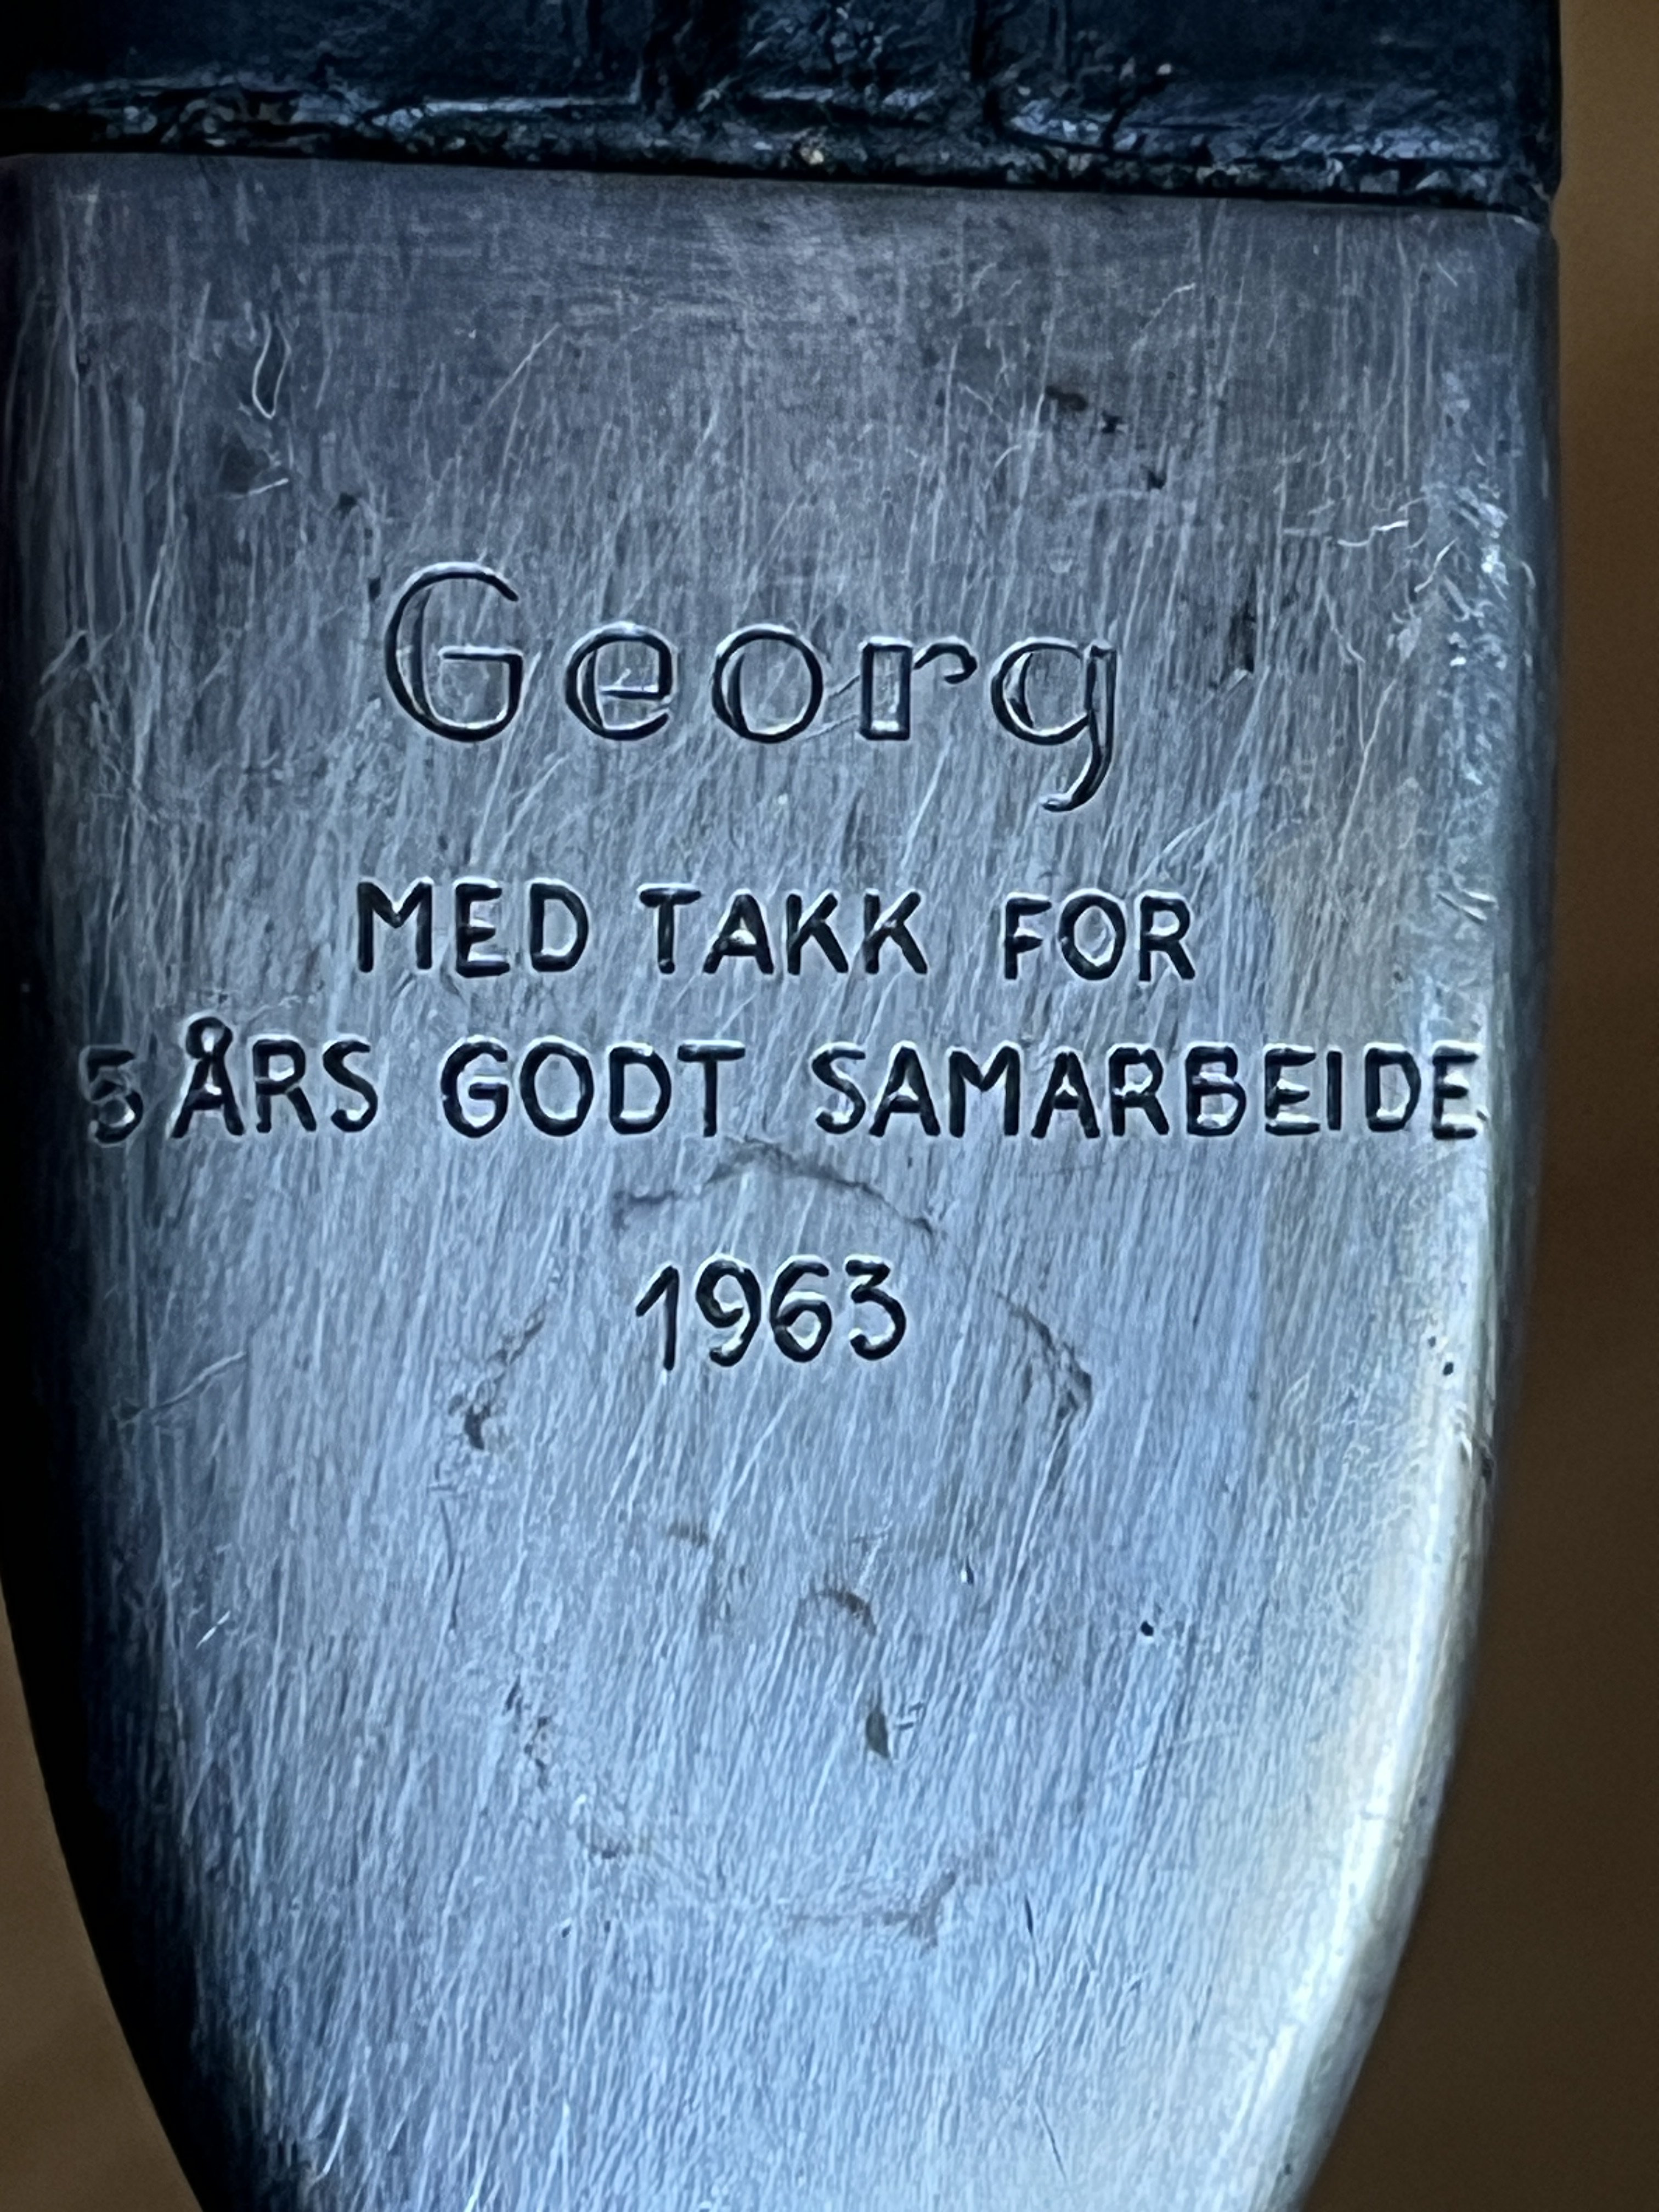 Georg
MED TAKK FOR
5 ÅRS GODT SAMARBEIDE
1963